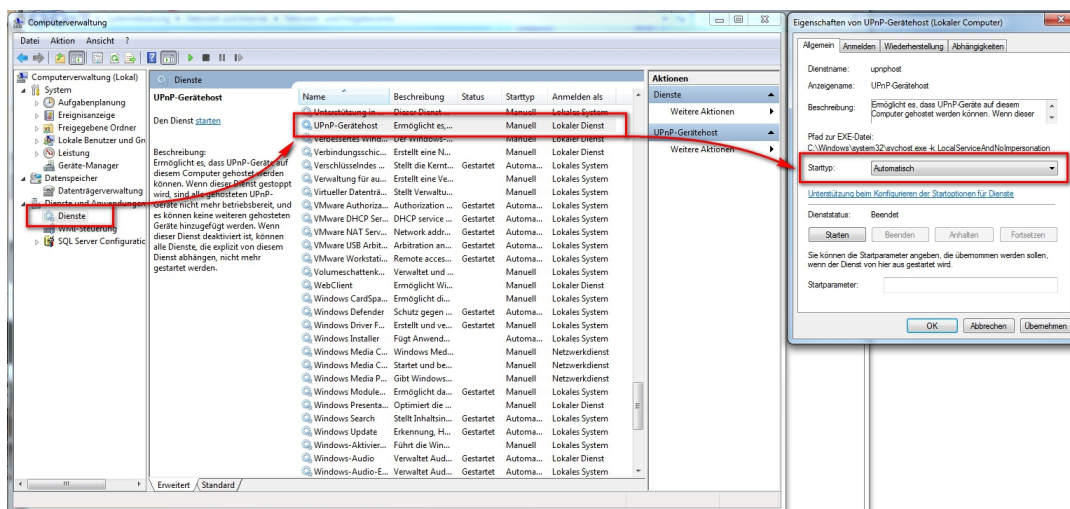 Computerverwaltung
Datei Aktion Ansicht ?
Computerverwaltung (Lokal)
System
Aufgabenplanung
Ereignisanzeige
Freigegebene Ordner
Lokale Benutzer und Gru
Leistung
Geräte-Manager
Datenspeicher
Datenträgerverwaltung
Dienste und Anwendungen
Dienste
WMI-Steuerung
SQL Server Configuratic
Dienste
UPnP-Gerätehost
Den Dienst starten
Beschreibung:
Ermöglicht es, dass UPnP-Geräte auf
diesem Computer gehostet werden
können. Wenn dieser Dienst gestoppt
wird, sind alle gehosteten UPnP-
Geräte nicht mehr betriebsbereit, und
es können keine weiteren gehosteten
Geräte hinzugefügt werden. Wenn
dieser Dienst deaktiviert ist, können
alle Dienste, die explizit von diesem
Dienst abhängen, nicht mehr
gestartet werden.
Name Beschreibung Status Starttyp Anmelden als
Unterstützung in ... Dieser Dienst ... Manuell Lokales System
UPnP-Gerätehost Ermöglicht es,... Manuell Lokaler Dienst
Verbessertes Wind... Der Windows-... Manuell Lokaler Dienst
Verbindungsschic... Erstellt eine N... Manuell Lokaler Dienst
Verschlüsselndes ... Stellt die Kernt... Gestartet Automa... Lokales System
Verwaltung für au... Erstellt eine R... Manuell Lokales System
Virtueller Datenträ... Stellt Verwaltu... Manuell Lokales System
VMware Authoriza... Authorization ... Gestartet Automa... Lokales System
VMware DHCP Ser... DHCP service ... Gestartet Automa... Lokales System
VMware NAT Serv... Network addr... Gestartet Automa... Lokales System
VMware USB Arbit... Arbitration an... Gestartet Automa... Lokales System
VMware Workstati... Remote acces... Gestartet Automa... Lokales System
Volumeschattenk... Verwaltet und ... Manuell Lokales System
WebClient Ermöglicht Wi... Manuell Lokaler Dienst
Windows CardSpa... Ermöglicht di... Manuell Lokales System
Windows Defender Schutz gegen ... Gestartet Automa... Lokales System
Windows Driver F... Erstellt und ve... Gestartet Manuell Lokales System
Windows Installer Fügt Anwend... Manuell Lokales System
Windows Media C... Windows Med... Manuell Netzwerkdienst
Windows Media C... Startet und be... Manuell Netzwerkdienst
Windows Media P... Gibt Windows... Manuell Netzwerkdienst
Windows Module... Ermöglicht da... Gestartet Manuell Lokales System
Windows Presenta... Optimiert die ... Manuell Lokaler Dienst
Windows Search Stellt Inhaltsin... Gestartet Automa... Lokales System
Windows Update Erkennung, H... Gestartet Automa... Lokales System
Windows-Aktivier... Führt die Win... Manuell Lokales System
Windows-Audio Verwaltet Aud... Gestartet Automa... Lokaler Dienst
Windows-Audio-E... Verwaltet Aud... Gestartet Automa... Lokales System
Erweitert Standard
Aktionen
Dienste
Weitere Aktionen
UPnP-Gerätehost
Weitere Aktionen
Eigenschaften von UPnP-Gerätehost (Lokaler Computer)
Allgemein Anmelden Wiederherstellung Abhängigkeiten
Dienstname: upnphost
Anzeigename: UPnP-Gerätehost
Beschreibung: Ermöglicht es, dass UPnP-Geräte auf diesem
Computer gehostet werden können. Wenn dieser
Pfad zur EXE-Datei:
C:\Windows\system32\svchost.exe -k LocalServiceAndNoImpersonation
Starttyp: Automatisch
Unterstützung beim Konfigurieren der Startoptionen für Dienste
Dienststatus: Beendet
Starten Beenden Anhalten Fortsetzen
Sie können die Startparameter angeben, die übernommen werden sollen,
wenn der Dienst von hier aus gestartet wird.
Startparameter:
OK Abbrechen Übernehmen